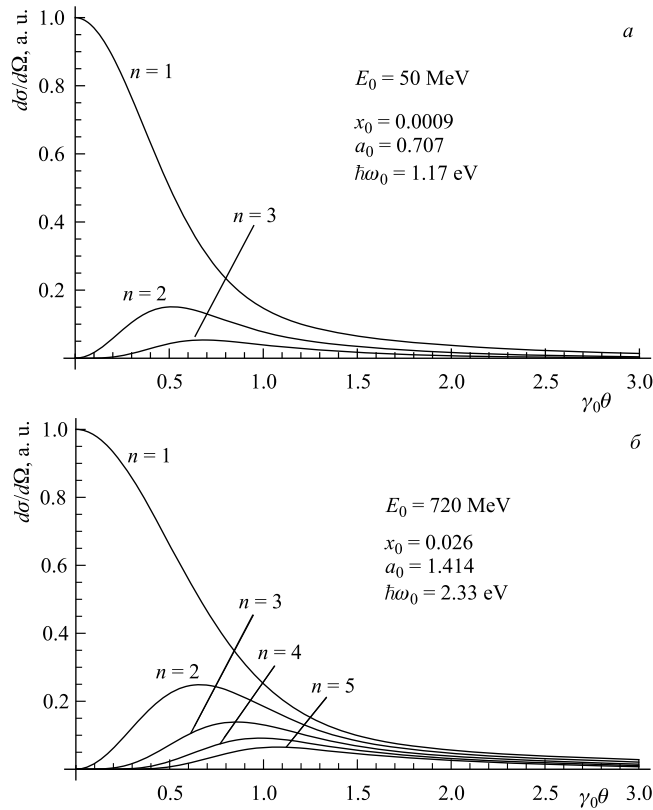 dσ/dΩ, a. u.
а
1.0
n = 1
E₀ = 50 MeV
0.8
x₀ = 0.0009
a₀ = 0.707
ħω₀ = 1.17 eV
0.6
n = 3
0.4
n = 2
0.2
0.5 1.0 1.5 2.0 2.5 3.0
γ₀θ
dσ/dΩ, a. u.
б
1.0
n = 1
E₀ = 720 MeV
0.8
x₀ = 0.026
a₀ = 1.414
ħω₀ = 2.33 eV
0.6
n = 3
0.4
n = 4
n = 2
n = 5
0.2
0.5 1.0 1.5 2.0 2.5 3.0
γ₀θ